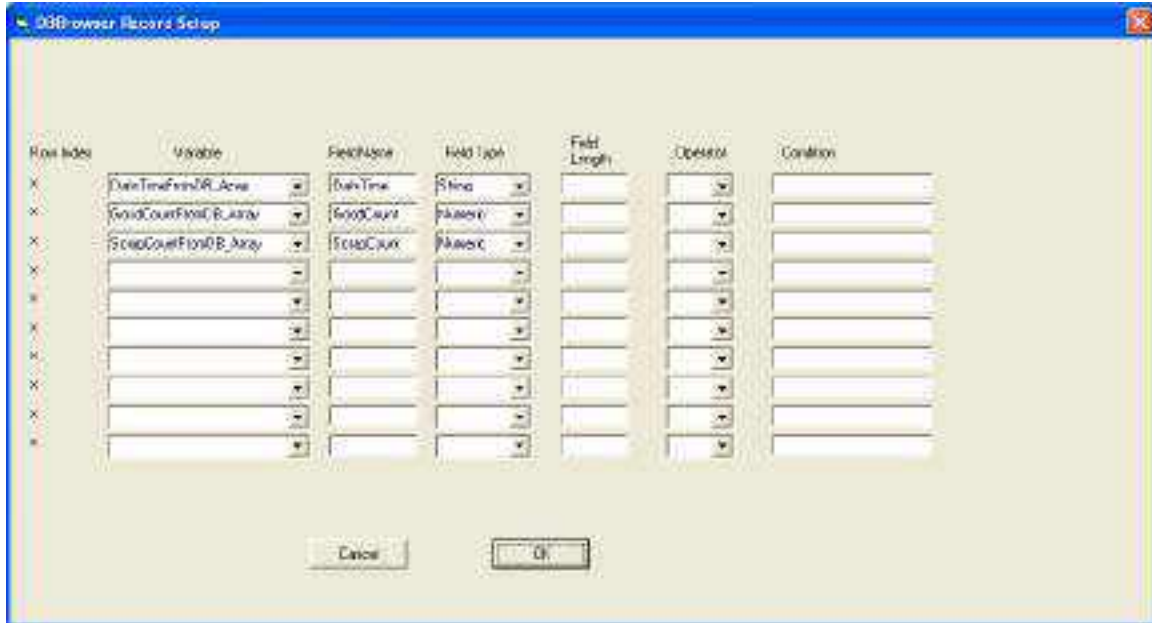 DBBrowser Record Setup
Row Index Variable FieldName Field Type Field Length Operator Condition
X DateTimeFromDB_Array DateTime String
X GoodCountFromDB_Array GoodCount Numeric
X ScrapCountFromDB_Array ScrapCount Numeric
X
X
X
X
X
X
X
Cancel OK